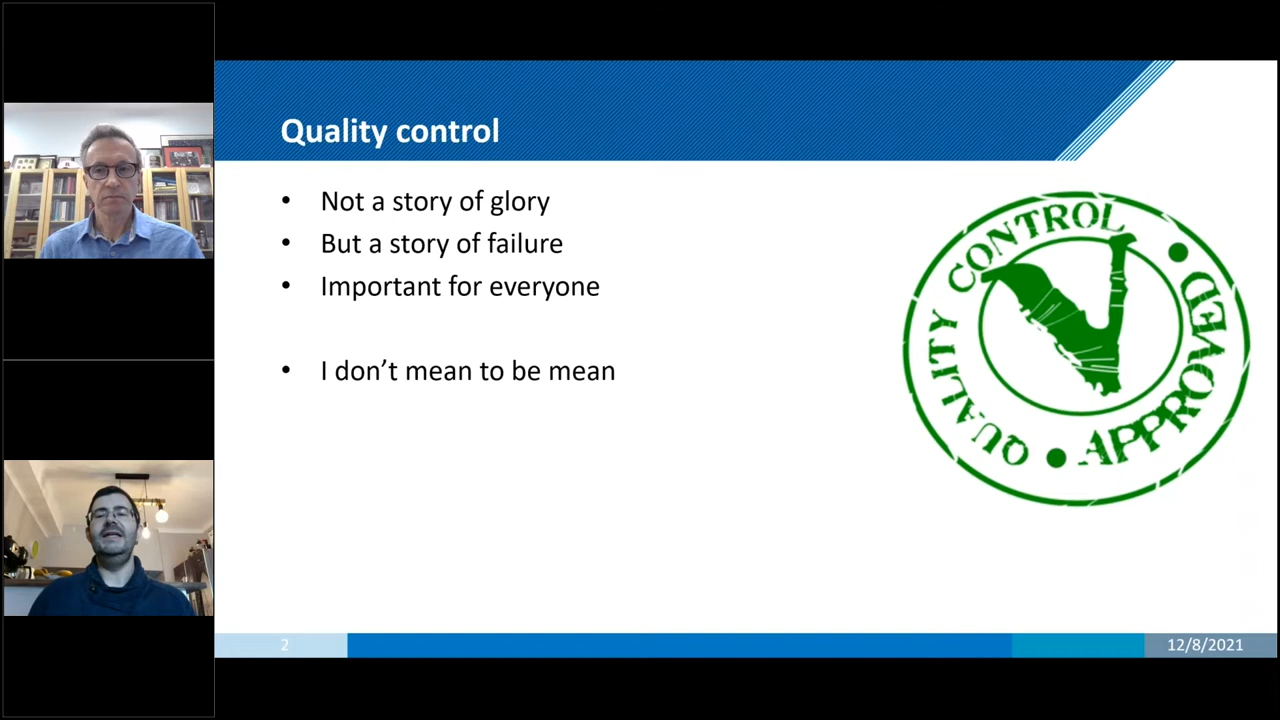 Quality control
• Not a story of glory
• But a story of failure
• Important for everyone
• I don’t mean to be mean
QUALITY CONTROL • APPROVED •
2
12/8/2021